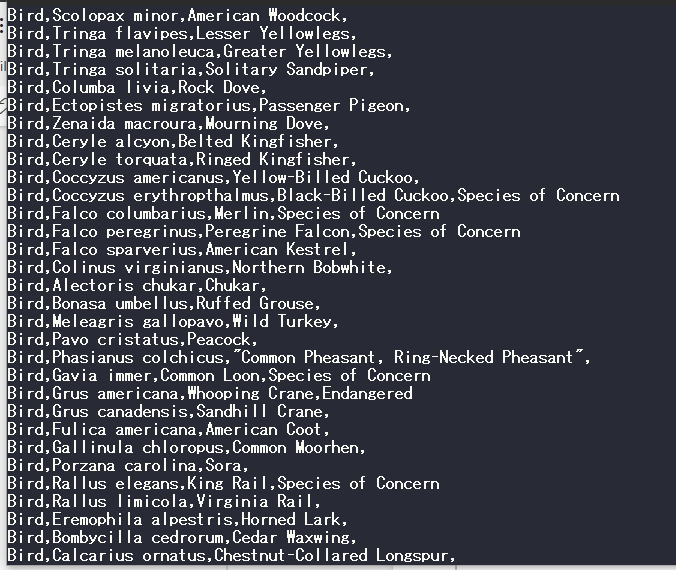 Bird,Scolopax minor,American Woodcock,
Bird,Tringa flavipes,Lesser Yellowlegs,
Bird,Tringa melanoleuca,Greater Yellowlegs,
Bird,Tringa solitaria,Solitary Sandpiper,
Bird,Columba livia,Rock Dove,
Bird,Ectopistes migratorius,Passenger Pigeon,
Bird,Zenaida macroura,Mourning Dove,
Bird,Ceryle alcyon,Belted Kingfisher,
Bird,Ceryle torquata,Ringed Kingfisher,
Bird,Coccyzus americanus,Yellow-Billed Cuckoo,
Bird,Coccyzus erythropthalmus,Black-Billed Cuckoo,Species of Concern
Bird,Falco columbarius,Merlin,Species of Concern
Bird,Falco peregrinus,Peregrine Falcon,Species of Concern
Bird,Falco sparverius,American Kestrel,
Bird,Colinus virginianus,Northern Bobwhite,
Bird,Alectoris chukar,Chukar,
Bird,Bonasa umbellus,Ruffed Grouse,
Bird,Meleagris gallopavo,Wild Turkey,
Bird,Pavo cristatus,Peacock,
Bird,Phasianus colchicus,"Common Pheasant, Ring-Necked Pheasant",
Bird,Gavia immer,Common Loon,Species of Concern
Bird,Grus americana,Whooping Crane,Endangered
Bird,Grus canadensis,Sandhill Crane,
Bird,Fulica americana,American Coot,
Bird,Gallinula chloropus,Common Moorhen,
Bird,Porzana carolina,Sora,
Bird,Rallus elegans,King Rail,Species of Concern
Bird,Rallus limicola,Virginia Rail,
Bird,Eremophila alpestris,Horned Lark,
Bird,Bombycilla cedrorum,Cedar Waxwing,
Bird,Calcarius ornatus,Chestnut-Collared Longspur,